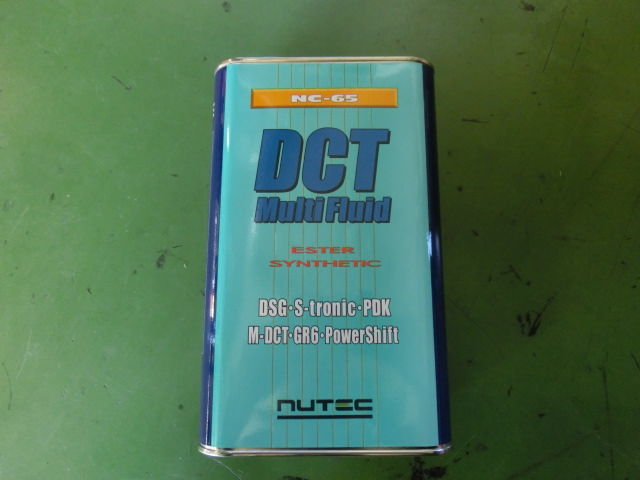 NC-65
DCT
Multi Fluid
ESTER
SYNTHETIC
DSG·S-tronic·PDK
M-DCT·GR6·PowerShift
NUTEC